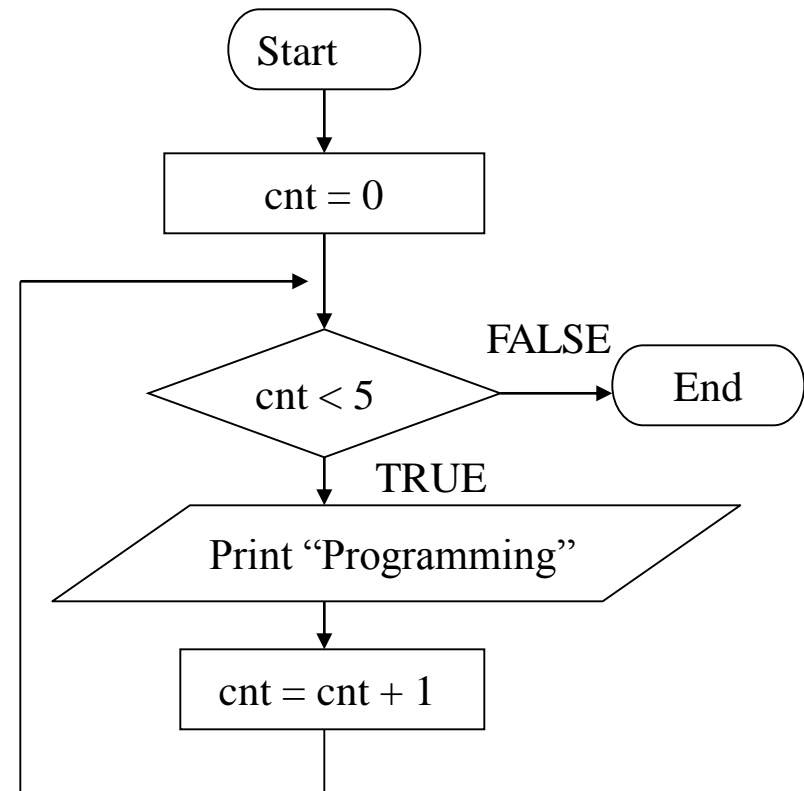 Start
cnt = 0
FALSE
cnt < 5
End
TRUE
Print “Programming”
cnt = cnt + 1